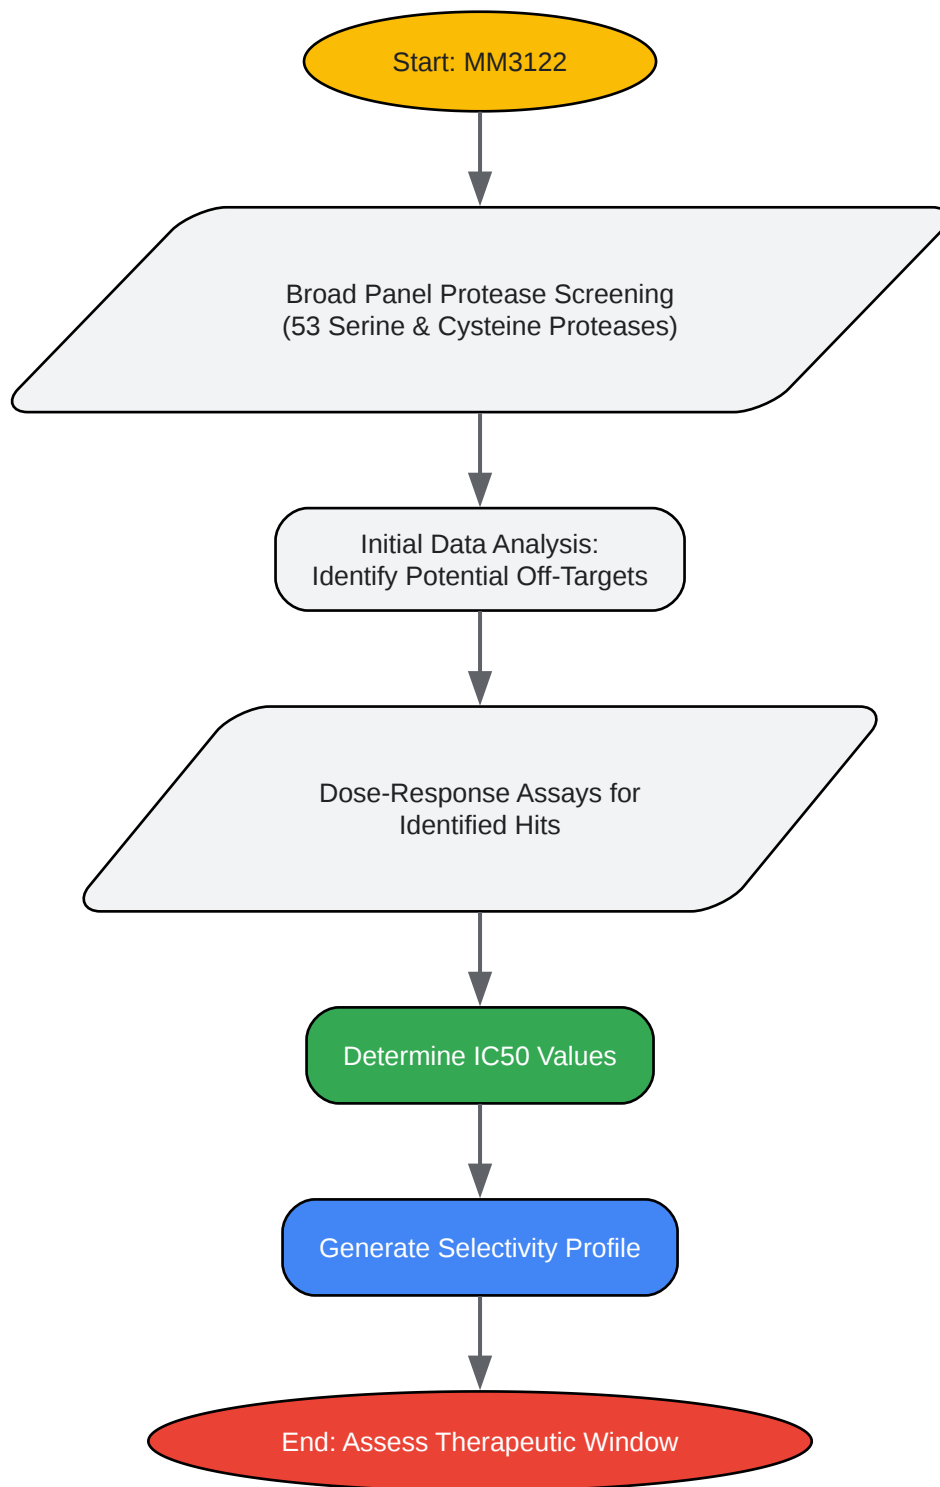 Start: MM3122
Broad Panel Protease Screening
(53 Serine & Cysteine Proteases)
Initial Data Analysis:
Identify Potential Off-Targets
Dose-Response Assays for
Identified Hits
Determine IC50 Values
Generate Selectivity Profile
End: Assess Therapeutic Window